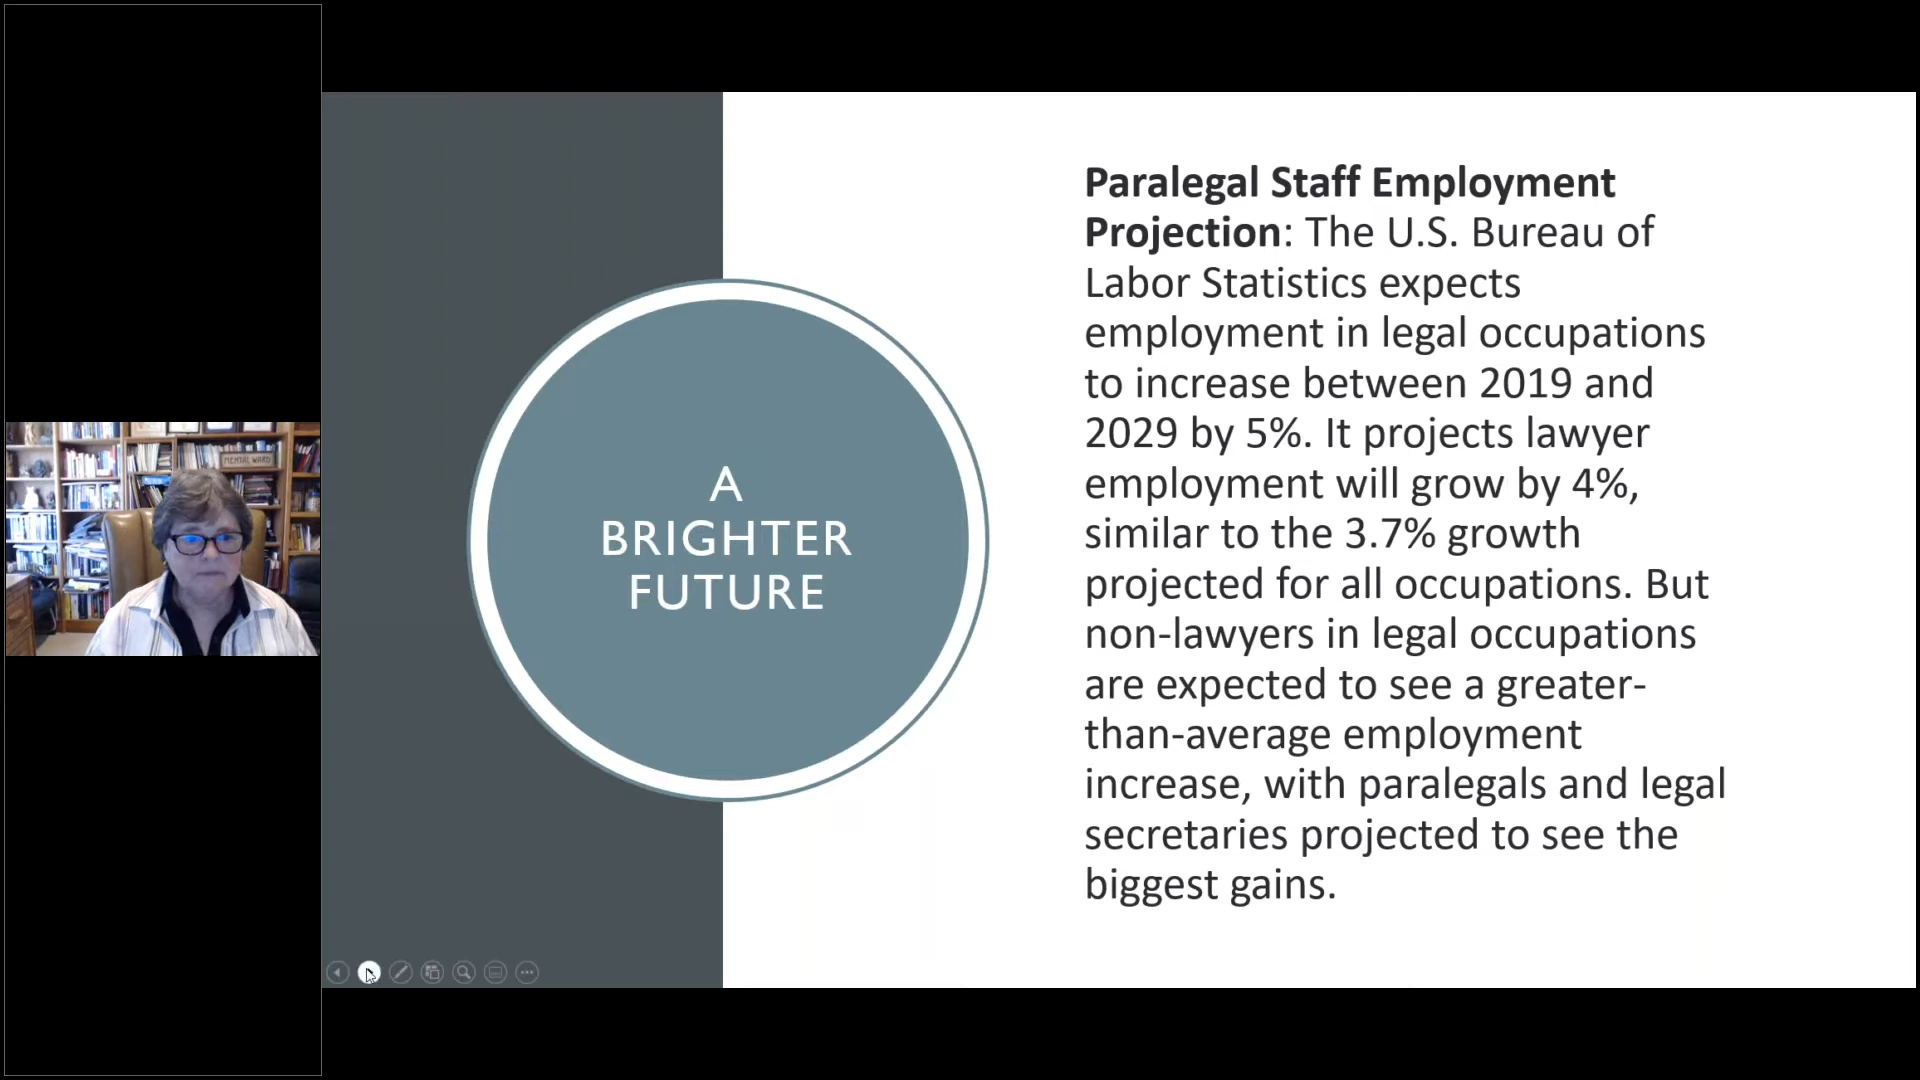 MENTAL WARD
A
BRIGHTER
FUTURE
Paralegal Staff Employment
Projection: The U.S. Bureau of
Labor Statistics expects
employment in legal occupations
to increase between 2019 and
2029 by 5%. It projects lawyer
employment will grow by 4%,
similar to the 3.7% growth
projected for all occupations. But
non-lawyers in legal occupations
are expected to see a greater-
than-average employment
increase, with paralegals and legal
secretaries projected to see the
biggest gains.